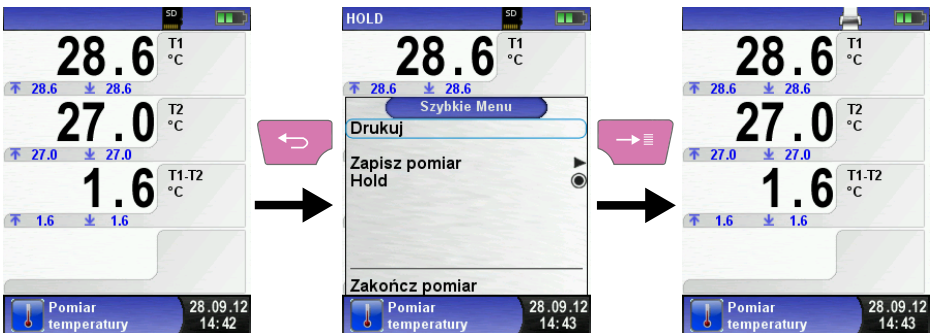 SD
28.6 T1 °C
28.6 28.6
27.0 T2 °C
27.0 27.0
1.6 T1-T2 °C
1.6 1.6
Pomiar temperatury
28.09.12
14:42
HOLD
SD
28.6 T1 °C
28.6 28.6
Szybkie Menu
Drukuj
Zapisz pomiar
Hold
Zakończ pomiar
Pomiar temperatury
28.09.12
14:43
28.6 T1 °C
28.6 28.6
27.0 T2 °C
27.0 27.0
1.6 T1-T2 °C
1.6 1.6
Pomiar temperatury
28.09.12
14:43